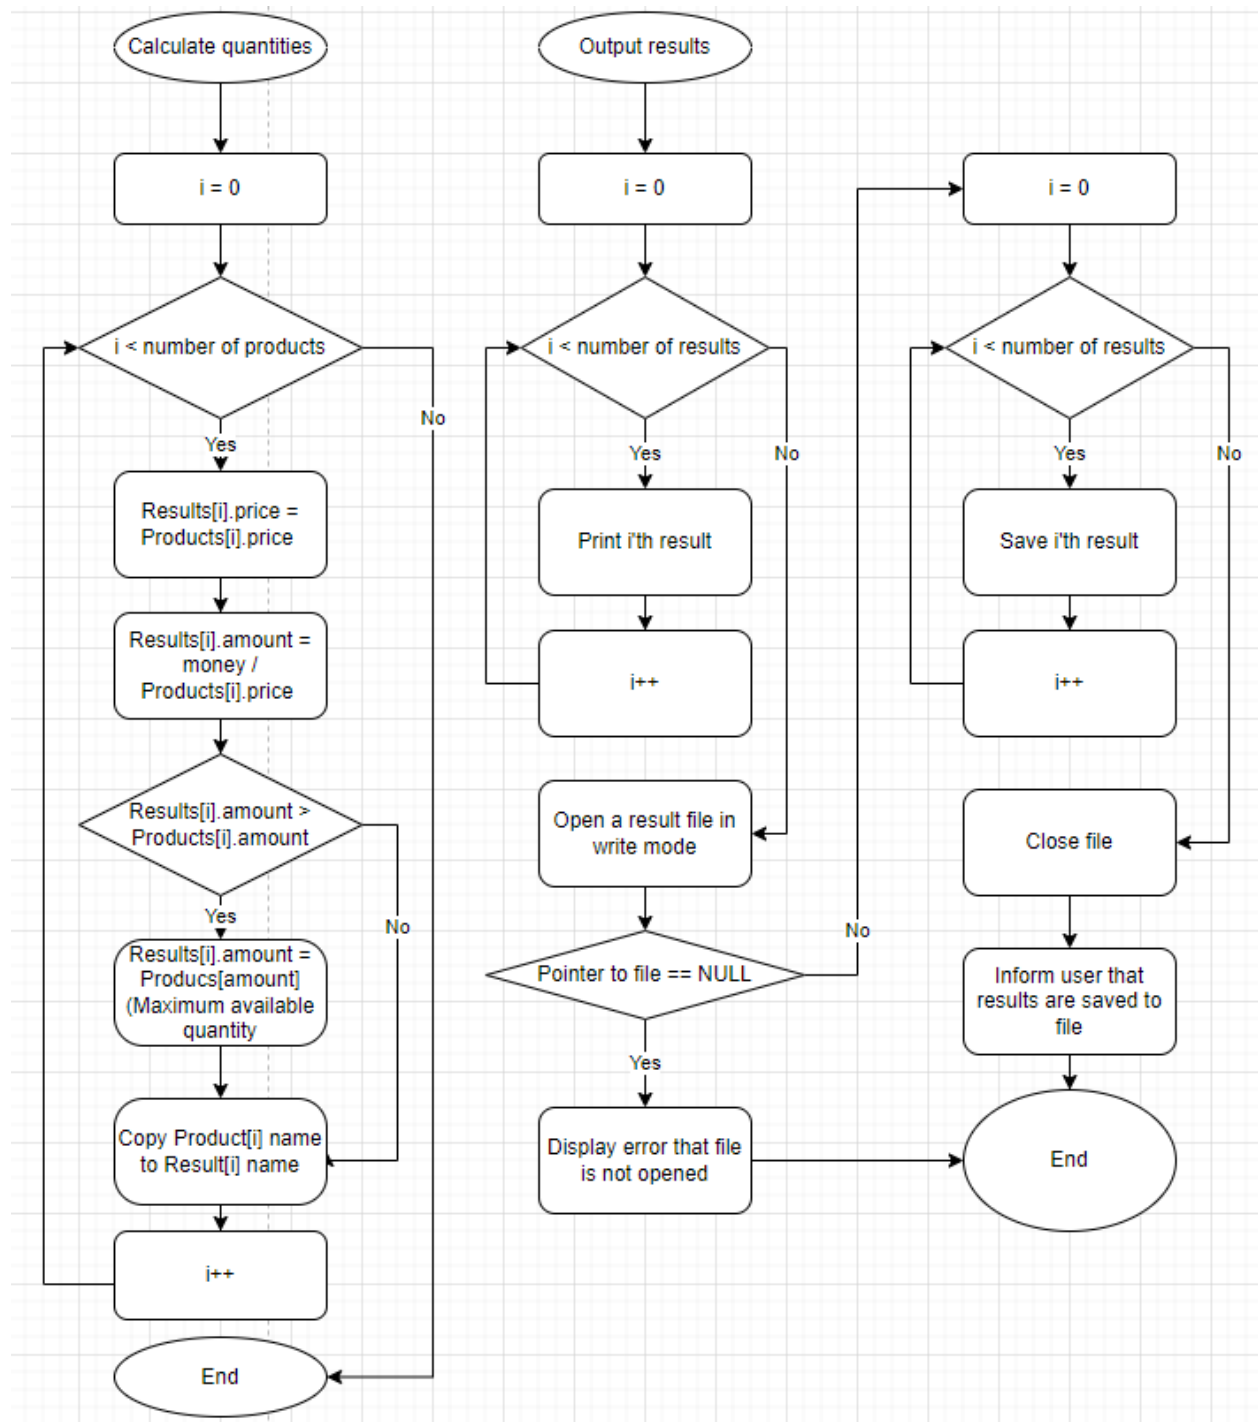 Calculate quantities
i = 0
i < number of products
No
Yes
Results[i].price =
Products[i].price
Results[i].amount =
money /
Products[i].price
Results[i].amount >
Products[i].amount
Yes
No
Results[i].amount =
Producs[amount]
(Maximum available
quantity
Copy Product[i] name
to Result[i] name
i++
End
Output results
i = 0
i < number of results
Yes
No
Print i'th result
i++
Open a result file in
write mode
Pointer to file == NULL
No
Yes
Display error that file
is not opened
i = 0
i < number of results
Yes
No
Save i'th result
i++
Close file
Inform user that
results are saved to
file
End